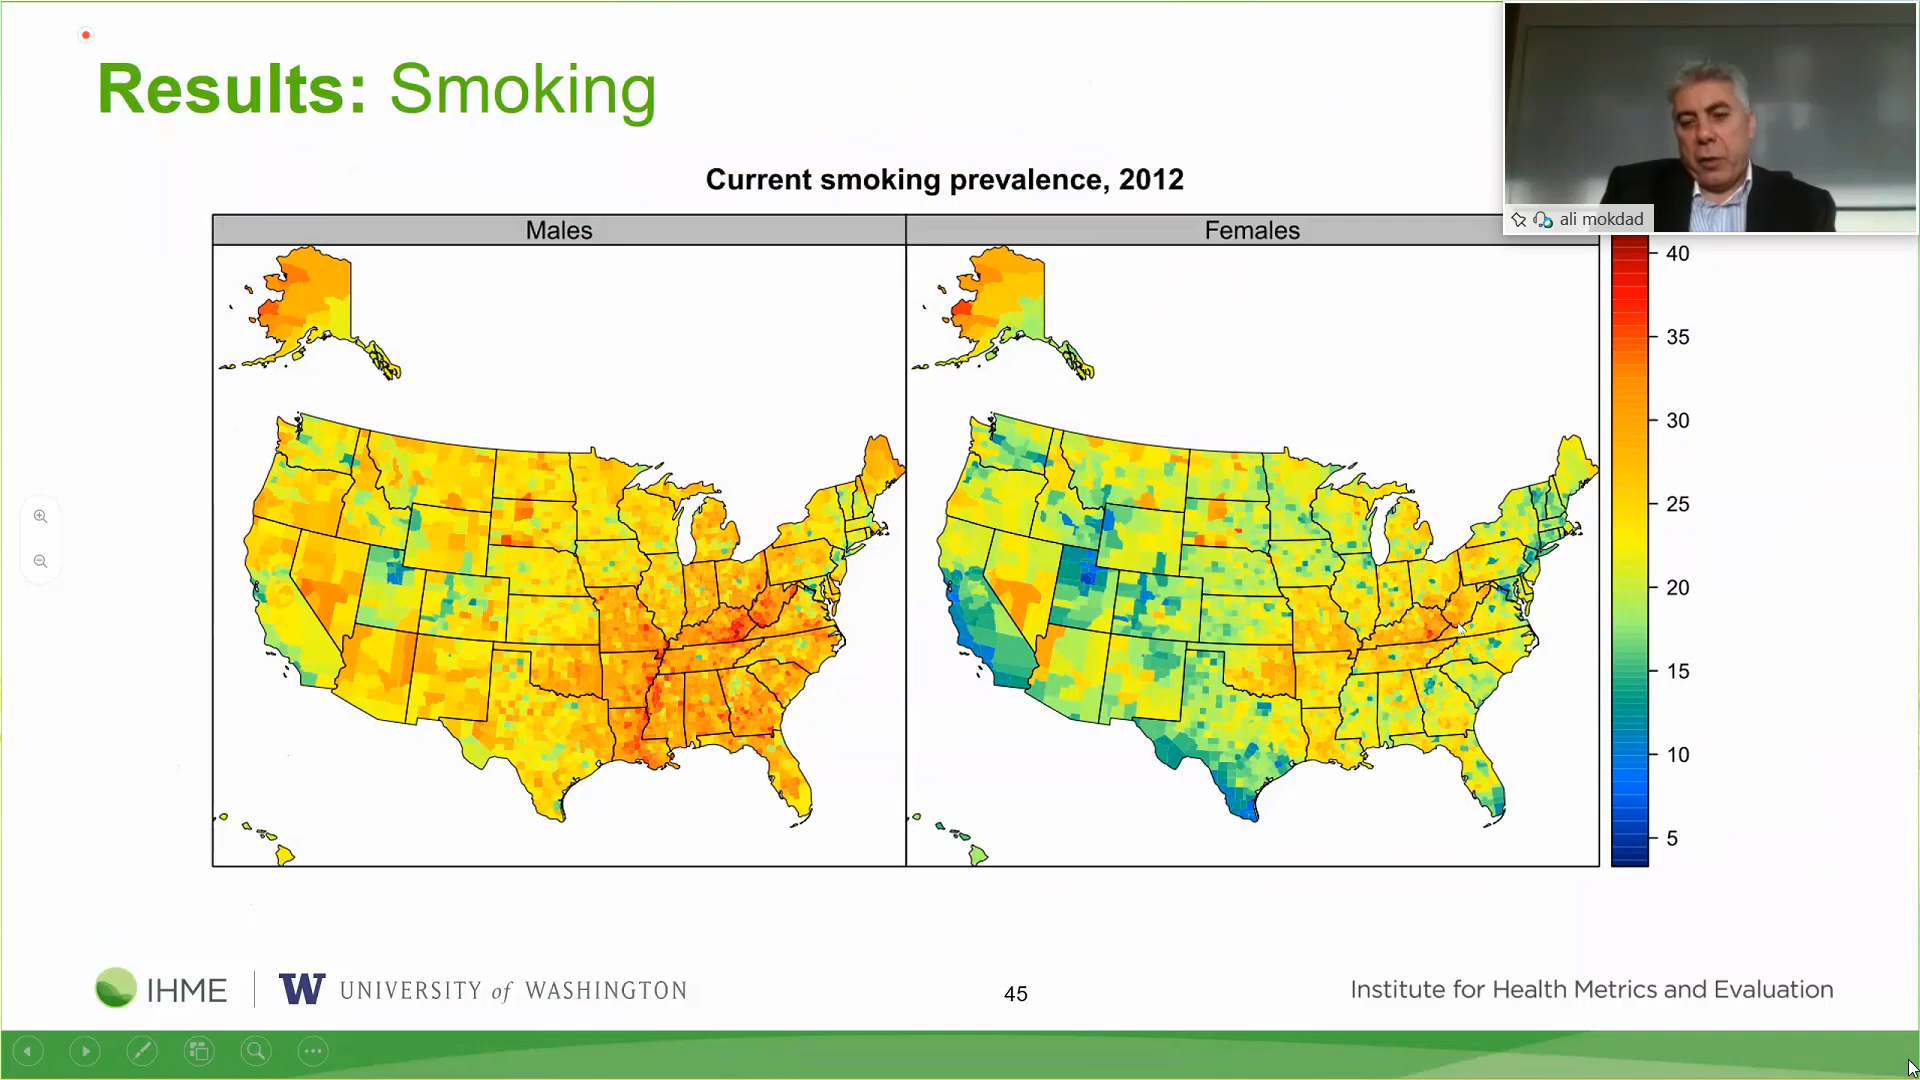 Results: Smoking
Current smoking prevalence, 2012
Males
Females
ali mokdad
40
35
30
25
20
15
10
5
IHME
W UNIVERSITY of WASHINGTON
45
Institute for Health Metrics and Evaluation